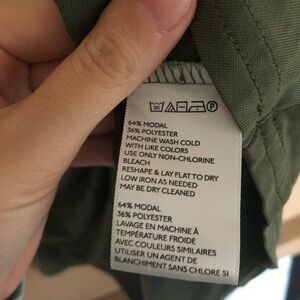 64% MODAL
36% POLYESTER
MACHINE WASH COLD
WITH LIKE COLORS
USE ONLY NON-CHLORINE
BLEACH
RESHAPE & LAY FLAT TO DRY
LOW IRON AS NEEDED
MAY BE DRY CLEANED
64% MODAL
36% POLYESTER
LAVAGE EN MACHINE À
TEMPÉRATURE FROIDE
AVEC COULEURS SIMILAIRES
UTILISER UN AGENT DE
BLANCHIMENT SANS CHLORE SI